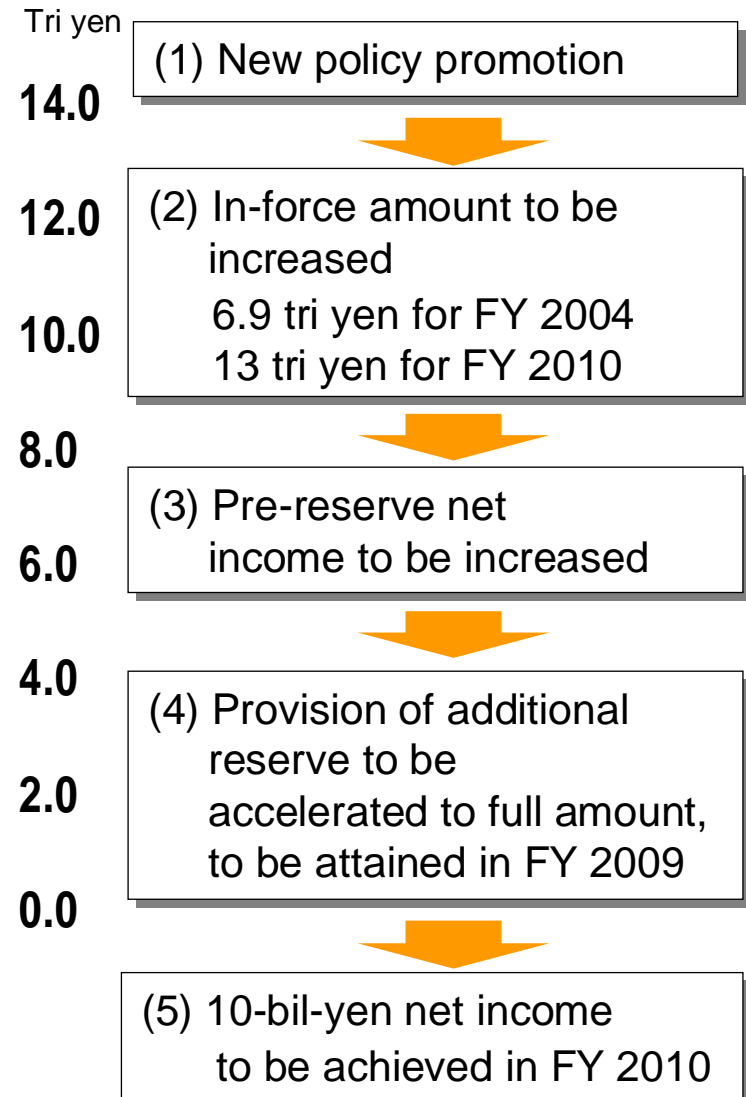 Tri yen
(1) New policy promotion
14.0
12.0
(2) In-force amount to be
increased
6.9 tri yen for FY 2004
10.0
13 tri yen for FY 2010
8.0
(3) Pre-reserve net
income to be increased
6.0
4.0
(4) Provision of additional
reserve to be
2.0
accelerated to full amount,
to be attained in FY 2009
0.0
(5) 10-bil-yen net income
to be achieved in FY 2010